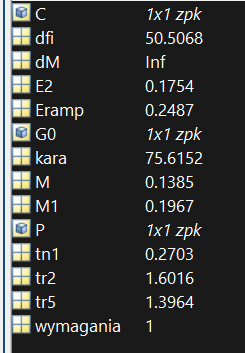 C 1x1 zpk
dfi 50.5068
dM Inf
E2 0.1754
Eramp 0.2487
G0 1x1 zpk
kara 75.6152
M 0.1385
M1 0.1967
P 1x1 zpk
tn1 0.2703
tr2 1.6016
tr5 1.3964
wymagania 1